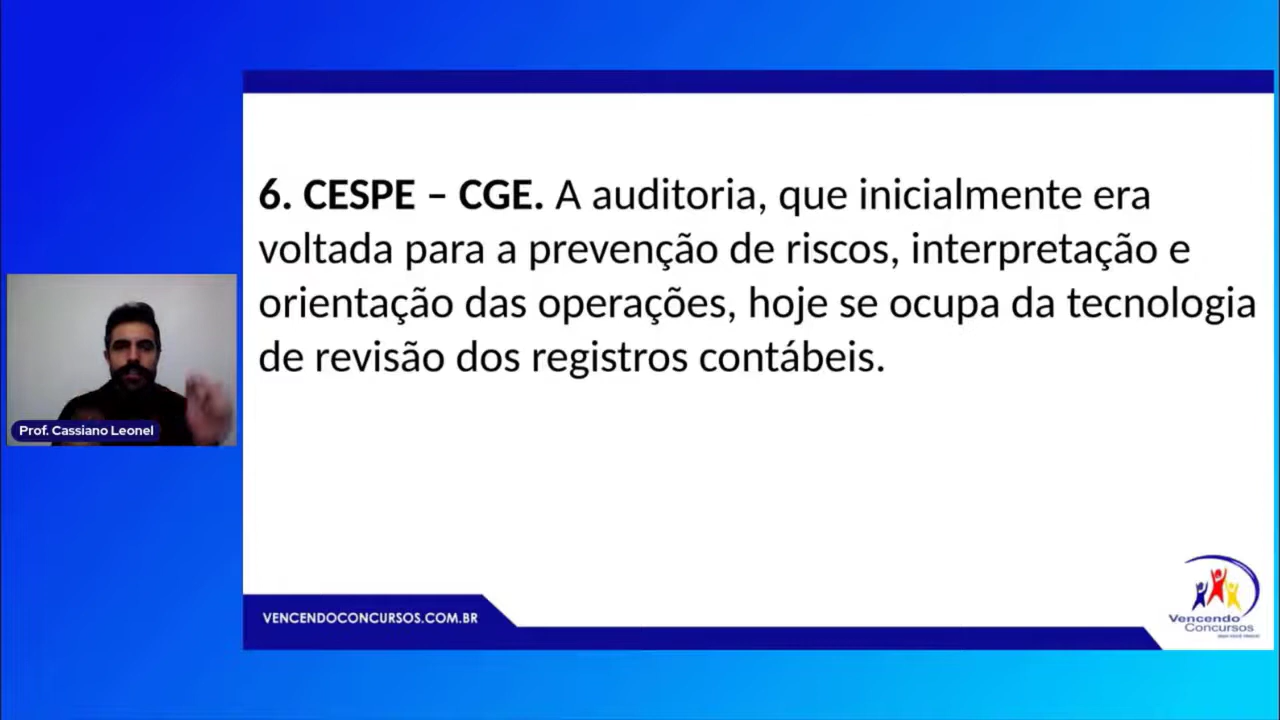 6. CESPE – CGE. A auditoria, que inicialmente era
voltada para a prevenção de riscos, interpretação e
orientação das operações, hoje se ocupa da tecnologia
de revisão dos registros contábeis.
Prof. Cassiano Leonel
VENCENDOCONCURSOS.COM.BR
Vencendo
Concursos